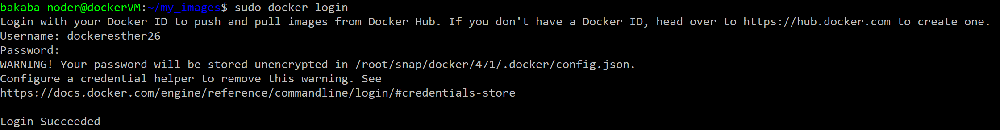 bakaba-noder@dockerVM:~/my_images$ sudo docker login
Login with your Docker ID to push and pull images from Docker Hub. If you don't have a Docker ID, head over to https://hub.docker.com to create one.
Username: dockeresther26
Password:
WARNING! Your password will be stored unencrypted in /root/snap/docker/471/.docker/config.json.
Configure a credential helper to remove this warning. See
https://docs.docker.com/engine/reference/commandline/login/#credentials-store
Login Succeeded